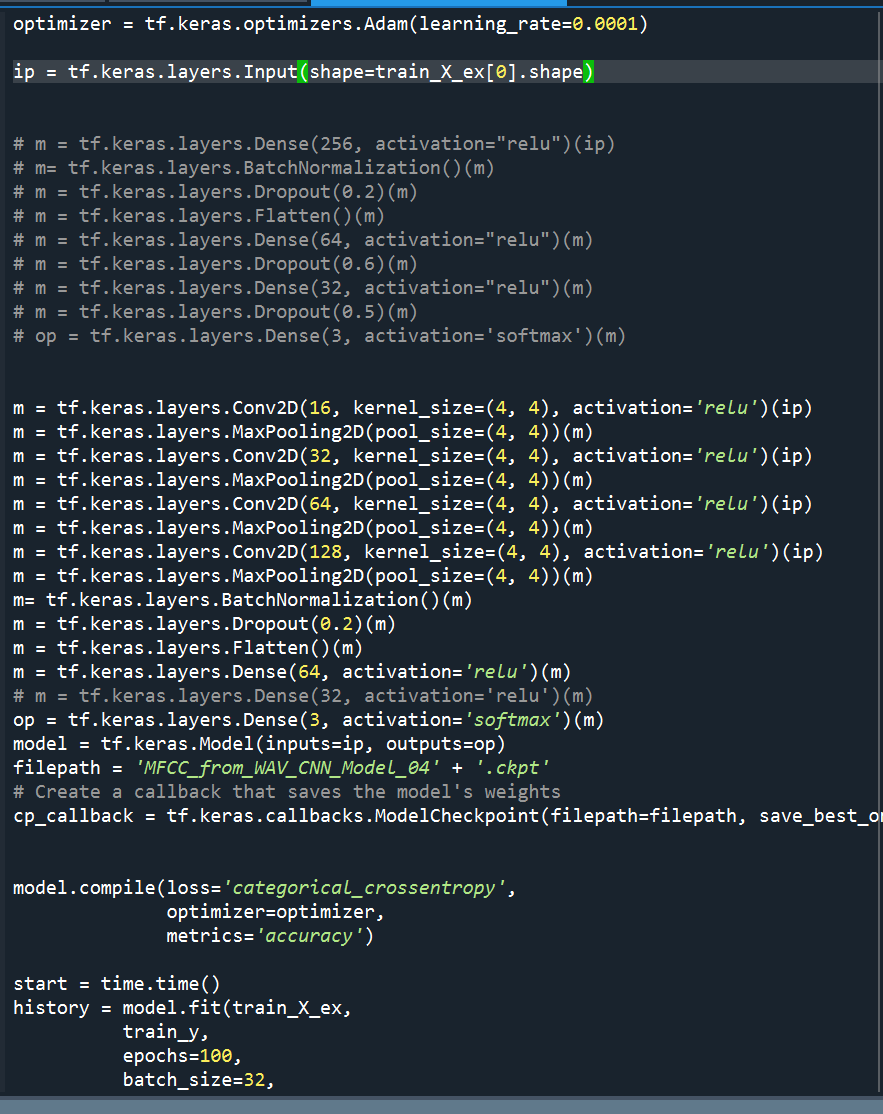 optimizer = tf.keras.optimizers.Adam(learning_rate=0.0001)
ip = tf.keras.layers.Input(shape=train_X_ex[0].shape)
# m = tf.keras.layers.Dense(256, activation="relu")(ip)
# m= tf.keras.layers.BatchNormalization()(m)
# m = tf.keras.layers.Dropout(0.2)(m)
# m = tf.keras.layers.Flatten()(m)
# m = tf.keras.layers.Dense(64, activation="relu")(m)
# m = tf.keras.layers.Dropout(0.6)(m)
# m = tf.keras.layers.Dense(32, activation="relu")(m)
# m = tf.keras.layers.Dropout(0.5)(m)
# op = tf.keras.layers.Dense(3, activation='softmax')(m)
m = tf.keras.layers.Conv2D(16, kernel_size=(4, 4), activation='relu')(ip)
m = tf.keras.layers.MaxPooling2D(pool_size=(4, 4))(m)
m = tf.keras.layers.Conv2D(32, kernel_size=(4, 4), activation='relu')(ip)
m = tf.keras.layers.MaxPooling2D(pool_size=(4, 4))(m)
m = tf.keras.layers.Conv2D(64, kernel_size=(4, 4), activation='relu')(ip)
m = tf.keras.layers.MaxPooling2D(pool_size=(4, 4))(m)
m = tf.keras.layers.Conv2D(128, kernel_size=(4, 4), activation='relu')(ip)
m = tf.keras.layers.MaxPooling2D(pool_size=(4, 4))(m)
m= tf.keras.layers.BatchNormalization()(m)
m = tf.keras.layers.Dropout(0.2)(m)
m = tf.keras.layers.Flatten()(m)
m = tf.keras.layers.Dense(64, activation='relu')(m)
# m = tf.keras.layers.Dense(32, activation='relu')(m)
op = tf.keras.layers.Dense(3, activation='softmax')(m)
model = tf.keras.Model(inputs=ip, outputs=op)
filepath = 'MFCC_from_WAV_CNN_Model_04' + '.ckpt'
# Create a callback that saves the model's weights
cp_callback = tf.keras.callbacks.ModelCheckpoint(filepath=filepath, save_best_o
model.compile(loss='categorical_crossentropy',
optimizer=optimizer,
metrics='accuracy')
start = time.time()
history = model.fit(train_X_ex,
train_y,
epochs=100,
batch_size=32,